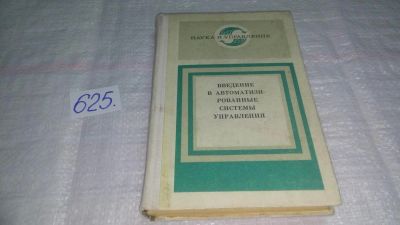 625.
НАУКА И УПРАВЛЕНИЕ
ВВЕДЕНИЕ
В АВТОМАТИЗИ-
РОВАННЫЕ
СИСТЕМЫ
УПРАВЛЕНИЯ